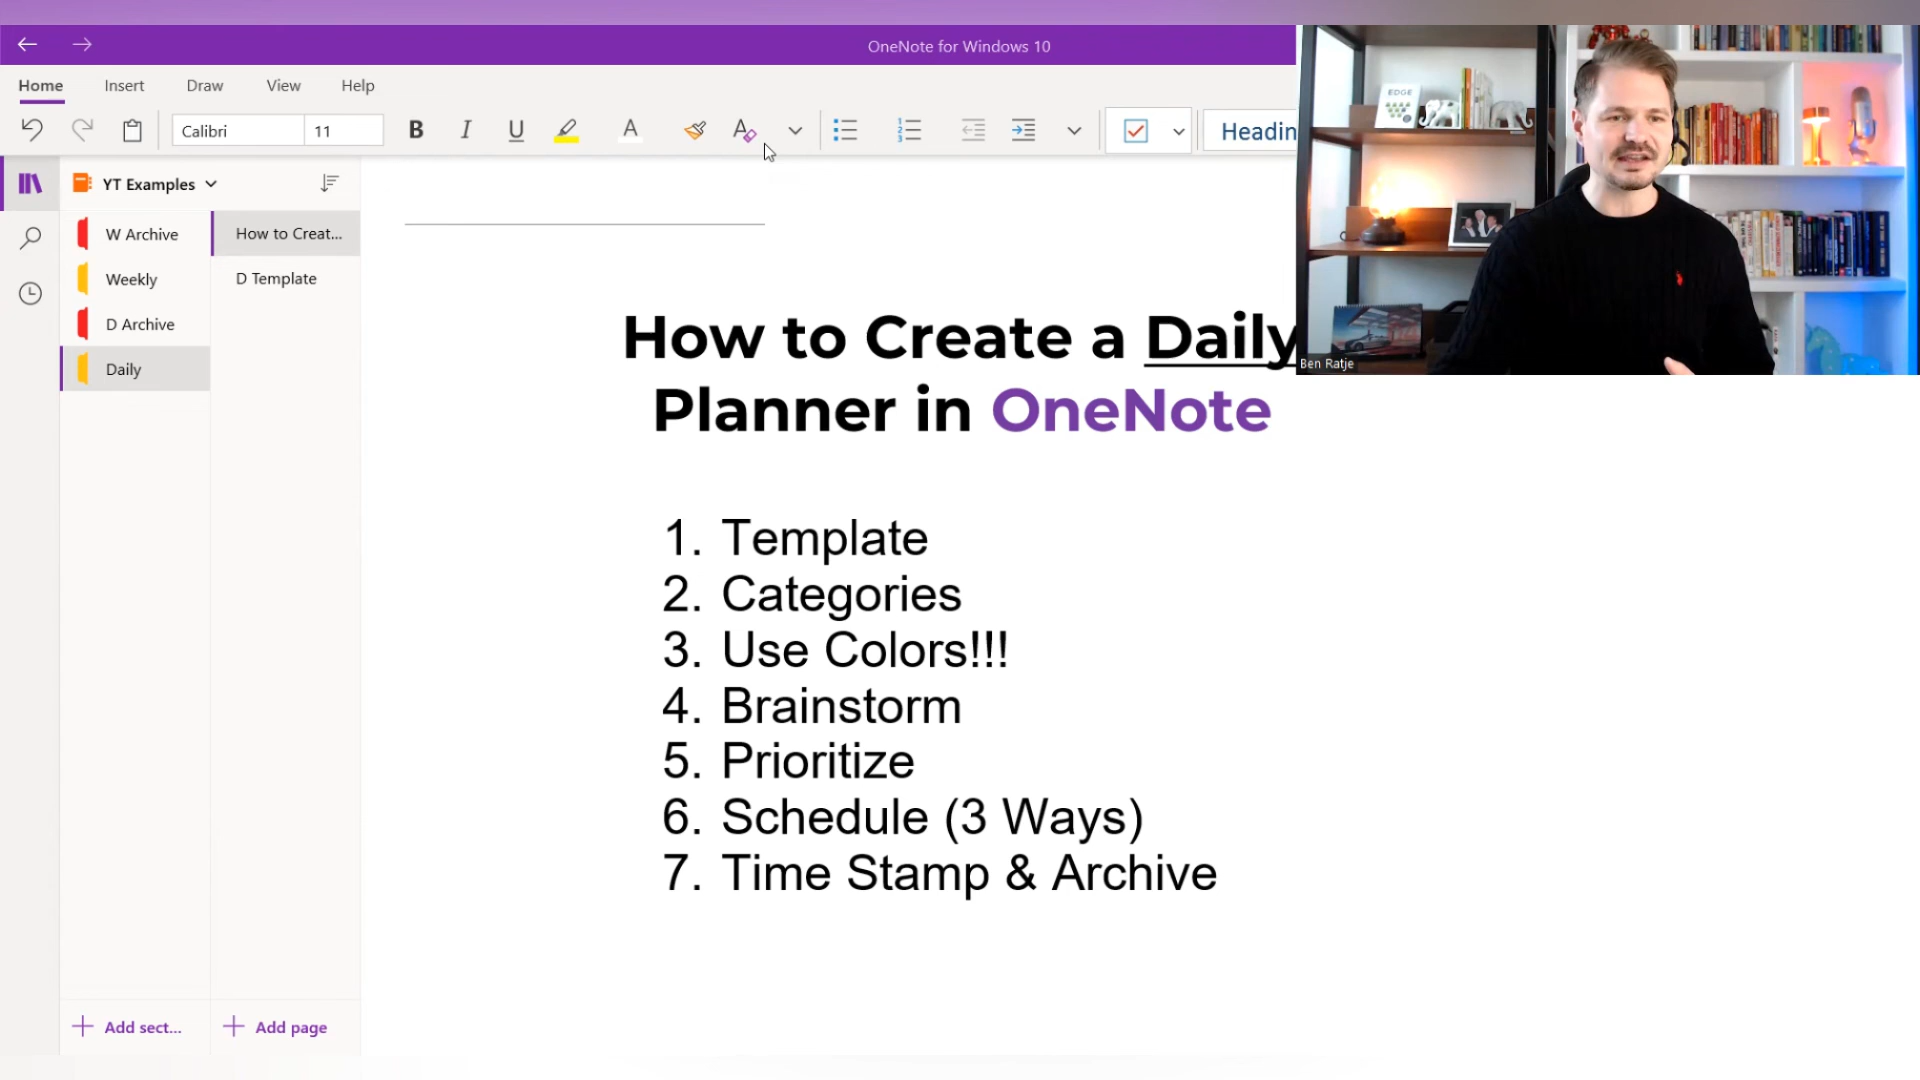 OneNote for Windows 10
Home Insert Draw View Help
Calibri 11 B I U A A Headin
YT Examples
W Archive
Weekly
D Archive
Daily
How to Creat...
D Template
How to Create a Daily
Planner in OneNote
1. Template
2. Categories
3. Use Colors!!!
4. Brainstorm
5. Prioritize
6. Schedule (3 Ways)
7. Time Stamp & Archive
Add sect...
Add page
EDGE
Ben Ratje